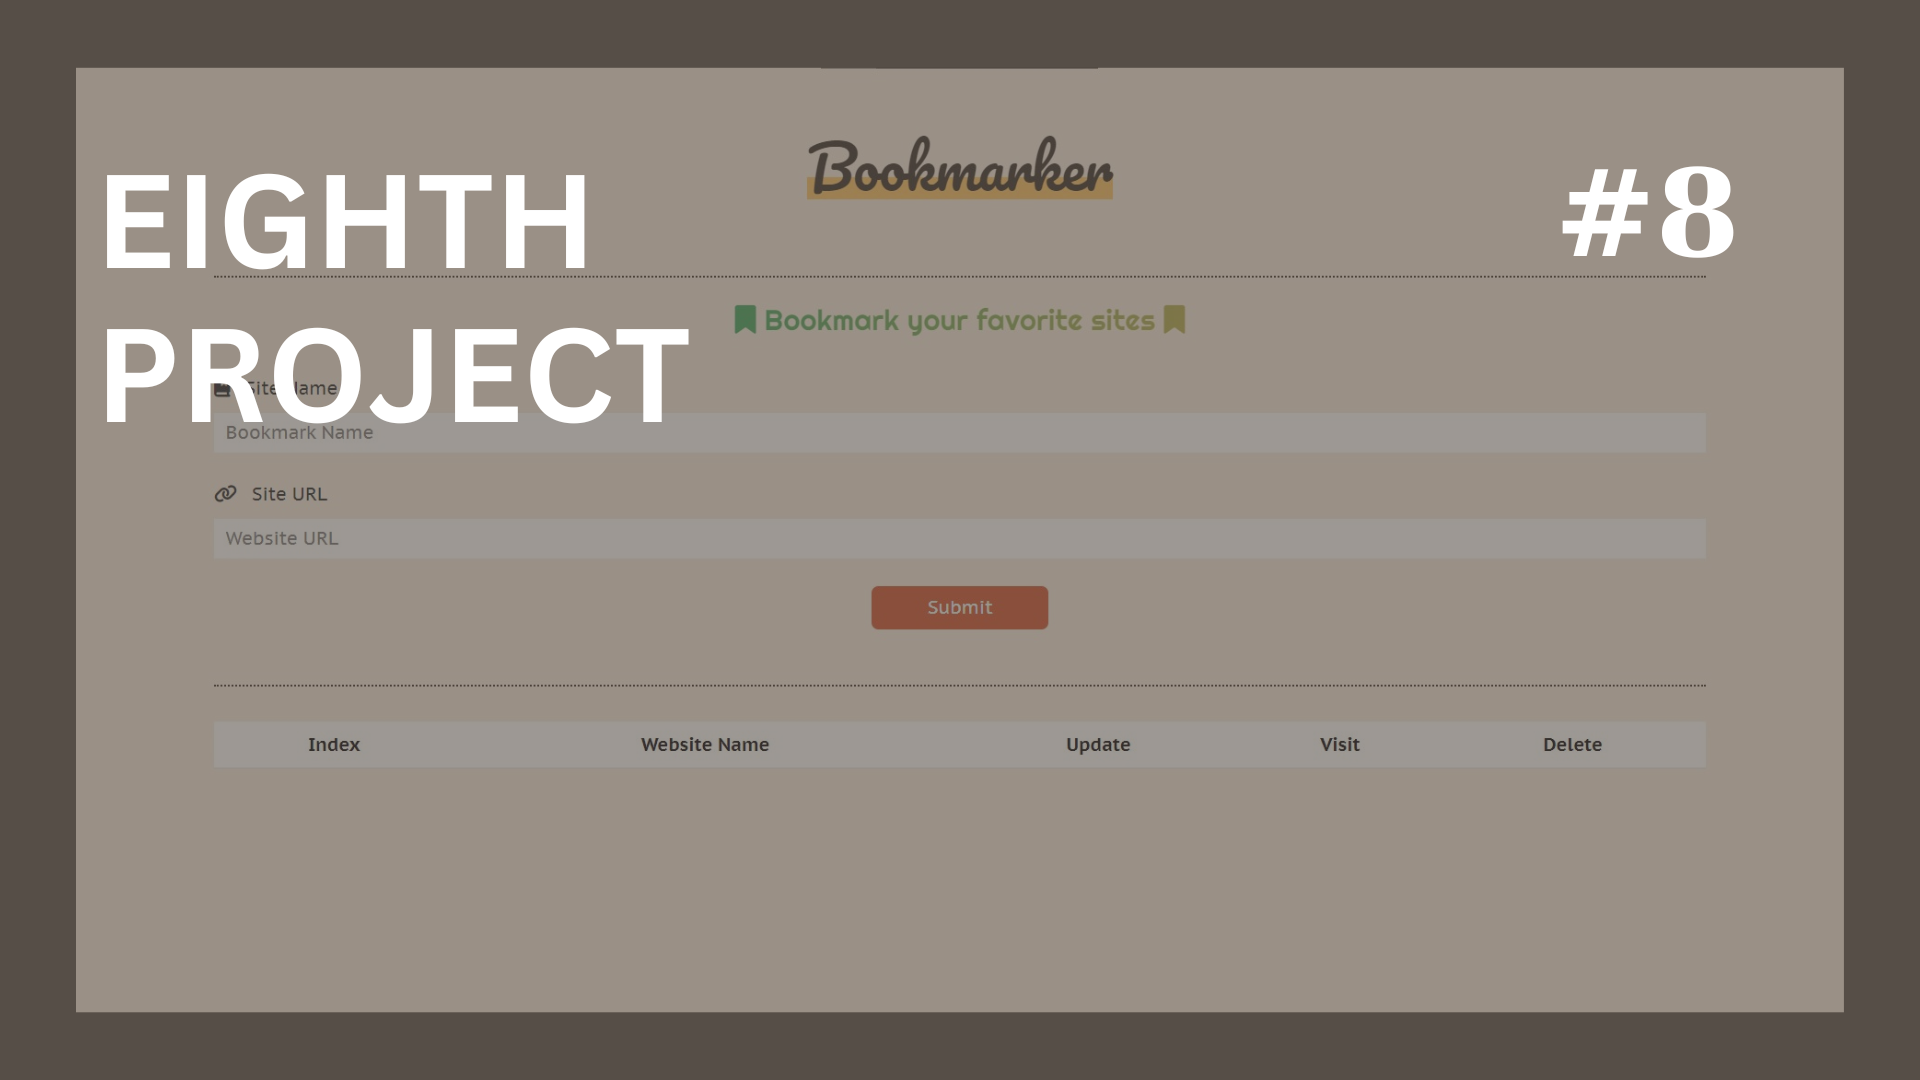 Bookmarker
EIGHTH
#8
Bookmark your favorite sites
PROJECT
Site Name
Bookmark Name
Site URL
Website URL
Submit
Index Website Name Update Visit Delete